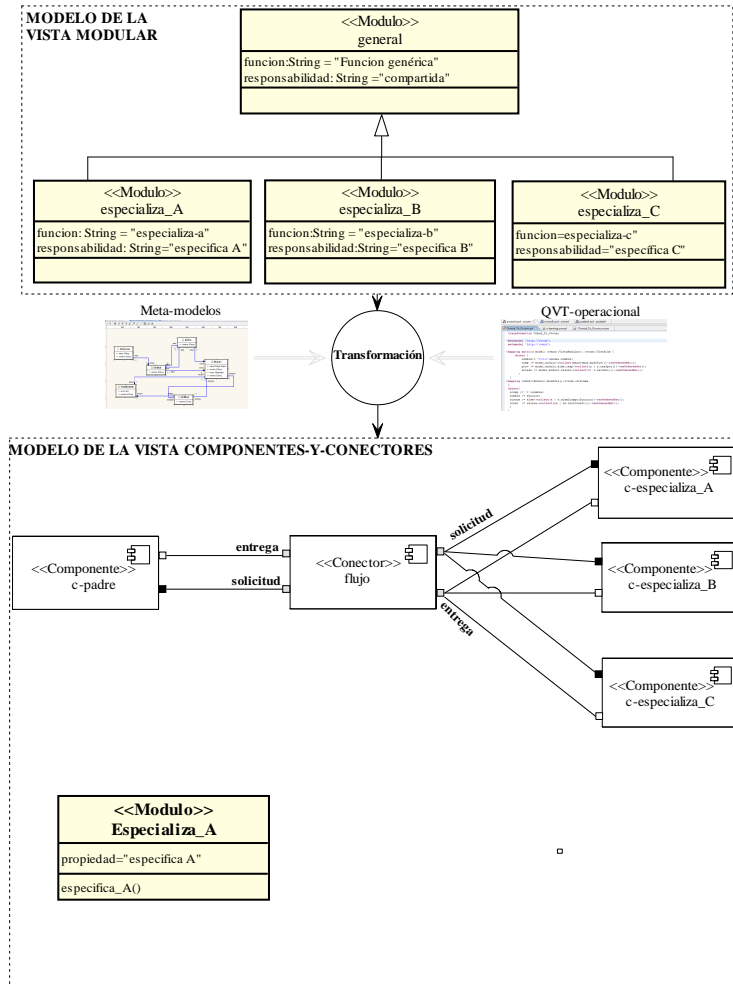 MODELO DE LA
VISTA MODULAR
<<Modulo>>
general
funcion:String = "Funcion genérica"
responsabilidad: String ="compartida"
<<Modulo>>
especializa_A
funcion: String = "especializa-a"
responsabilidad: String="especifica A"
<<Modulo>>
especializa_B
funcion:String = "especializa-b"
responsabilidad:String="especifica B"
<<Modulo>>
especializa_C
funcion=especializa-c"
responsabilidad="específica C"
Meta-modelos
QVT-operacional
Transformación
MODELO DE LA VISTA COMPONENTES-Y-CONECTORES
<<Componente>>
c-padre
entrega
solicitud
<<Conector>>
flujo
solicitud
entrega
<<Componente>>
c-especializa_A
<<Componente>>
c-especializa_B
<<Componente>>
c-especializa_C
<<Modulo>>
Especializa_A
propiedad="especifica A"
especifica_A()